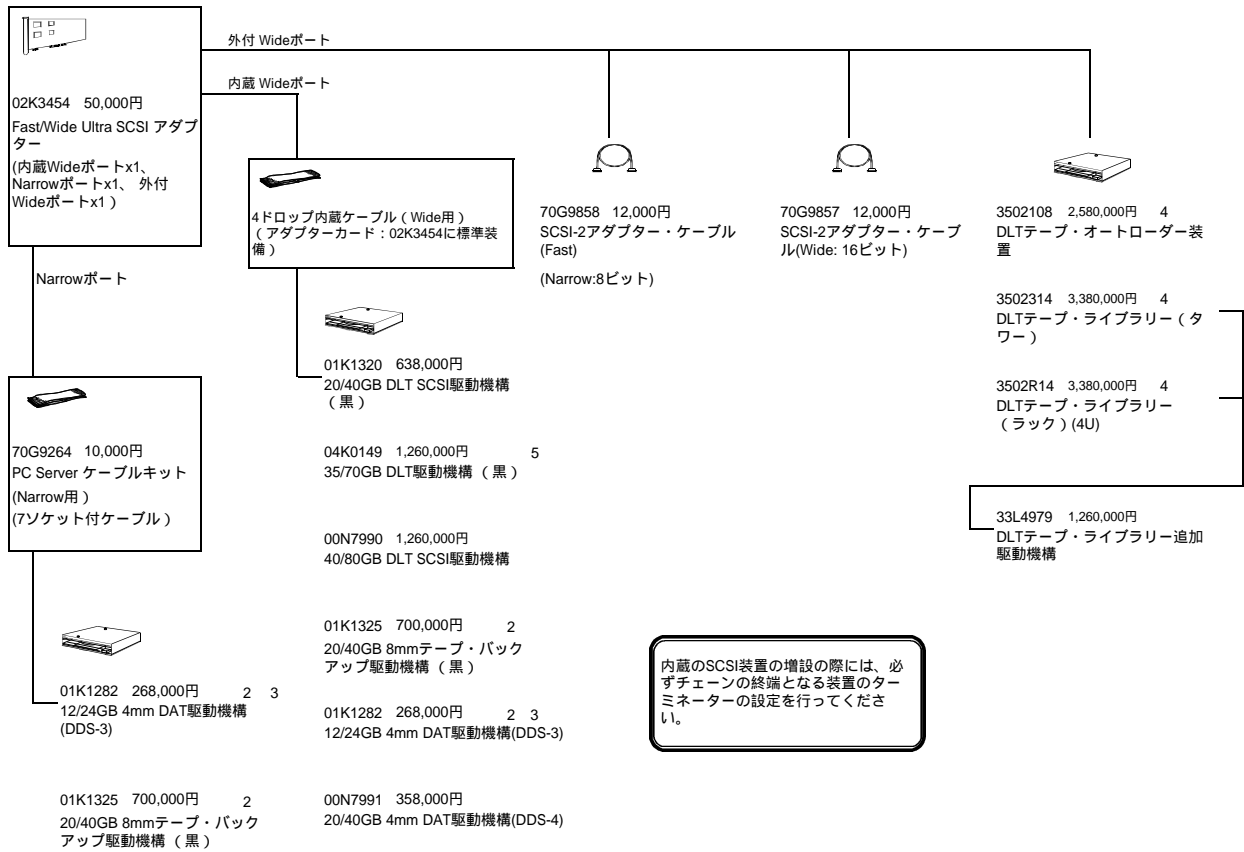 外付 Wideポート
内蔵 Wideポート
02K3454 50,000円
Fast/Wide Ultra SCSI アダプ
ター
(内蔵Wideポートx1、
Narrowポートx1、 外付
Wideポートx1 )
Narrowポート
70G9264 10,000円
PC Server ケーブルキット
(Narrow用 )
(7ソケット付ケーブル )
01K1282 268,000円 2 3
12/24GB 4mm DAT駆動機構
(DDS-3)
01K1325 700,000円 2
20/40GB 8mmテープ・バック
アップ駆動機構 ( 黒 )
4ドロップ内蔵ケーブル ( Wide用 )
( アダプターカード : 02K3454に標準装
備 )
01K1320 638,000円
20/40GB DLT SCSI駆動機構
( 黒 )
04K0149 1,260,000円 5
35/70GB DLT駆動機構 ( 黒 )
00N7990 1,260,000円
40/80GB DLT SCSI駆動機構
01K1325 700,000円 2
20/40GB 8mmテープ・バック
アップ駆動機構 ( 黒 )
01K1282 268,000円 2 3
12/24GB 4mm DAT駆動機構(DDS-3)
00N7991 358,000円
20/40GB 4mm DAT駆動機構(DDS-4)
70G9858 12,000円
SCSI-2アダプター・ケーブル
(Fast)
(Narrow:8ビット)
70G9857 12,000円
SCSI-2アダプター・ケーブ
ル(Wide: 16ビット)
3502108 2,580,000円 4
DLTテープ・オートローダー装
置
3502314 3,380,000円 4
DLTテープ・ライブラリー ( タ
ワー )
3502R14 3,380,000円 4
DLTテープ・ライブラリー
( ラック ) (4U)
33L4979 1,260,000円
DLTテープ・ライブラリー追加
駆動機構
内蔵のSCSI装置の増設の際には、必
ずチェーンの終端となる装置のター
ミネーターの設定を行ってくださ
い。